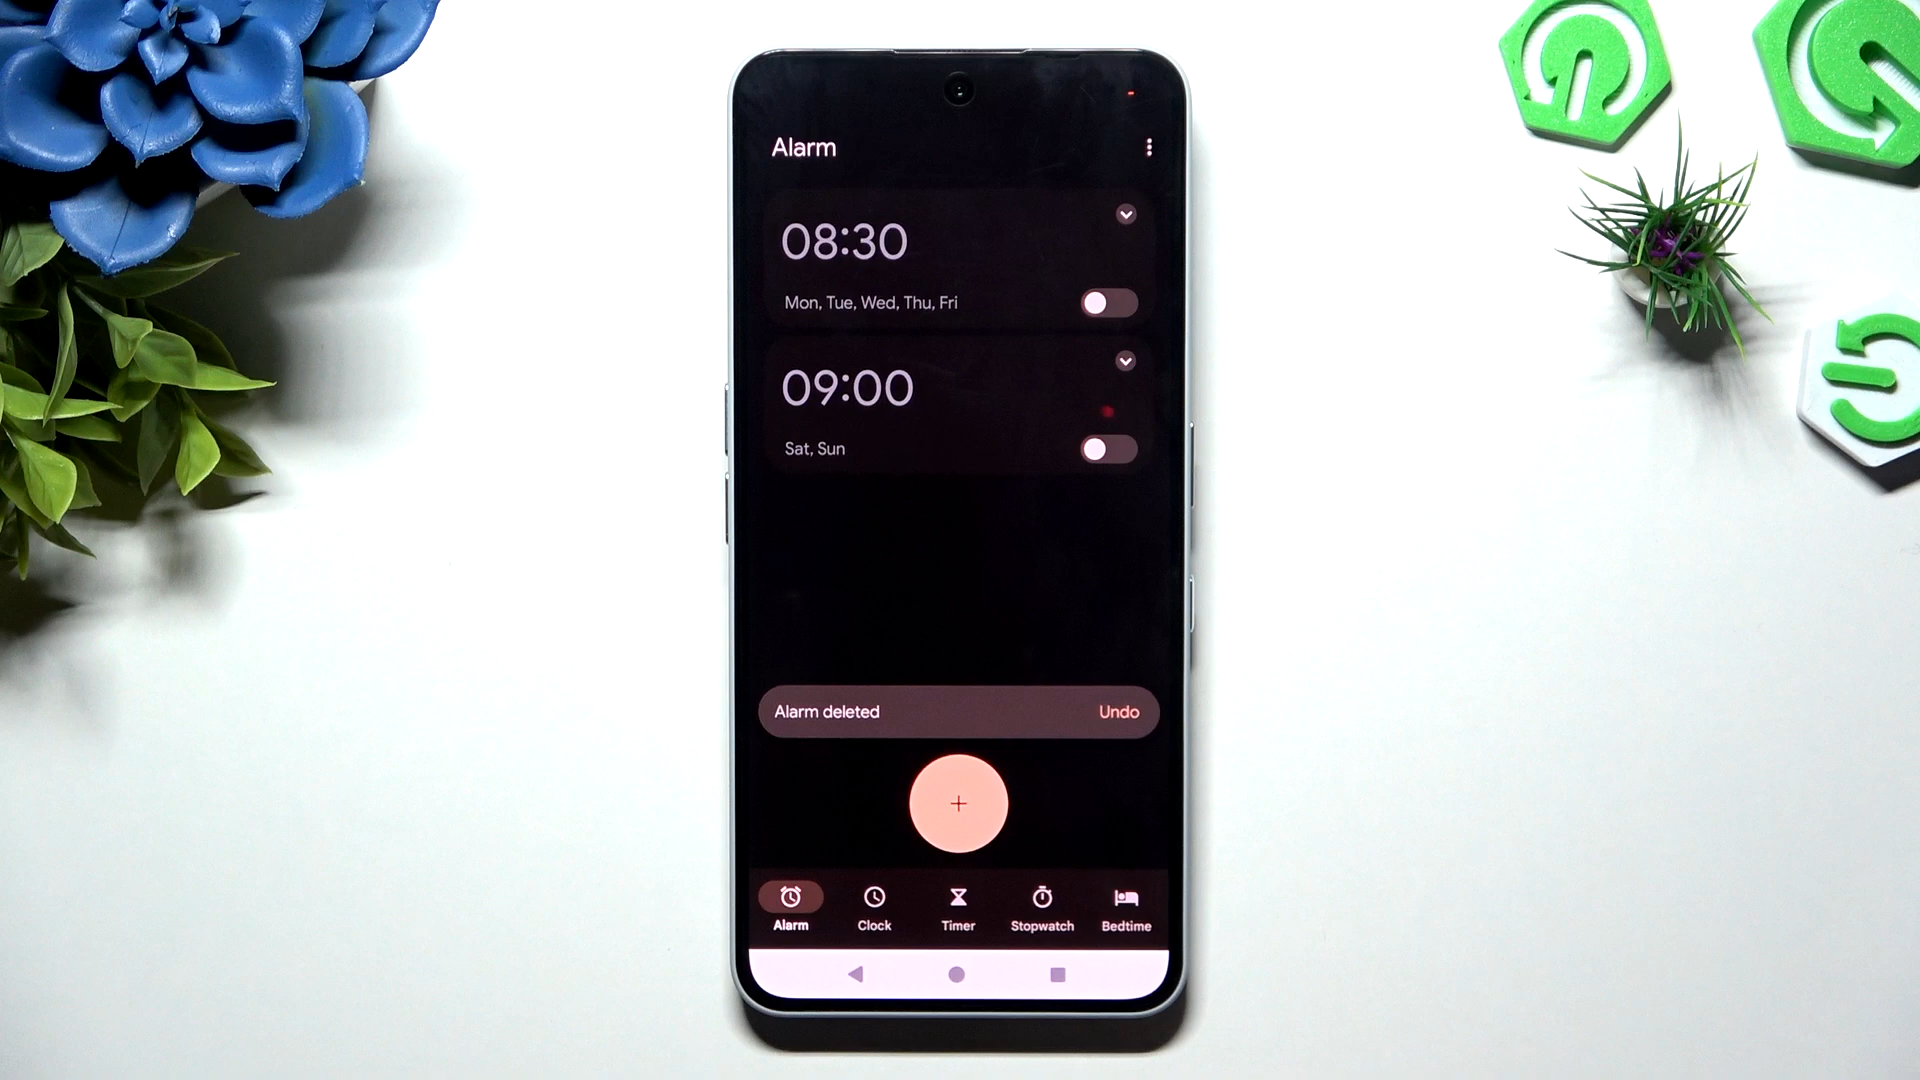 Alarm
08:30
Mon, Tue, Wed, Thu, Fri
09:00
Sat, Sun
Alarm deleted Undo
Alarm Clock Timer Stopwatch Bedtime